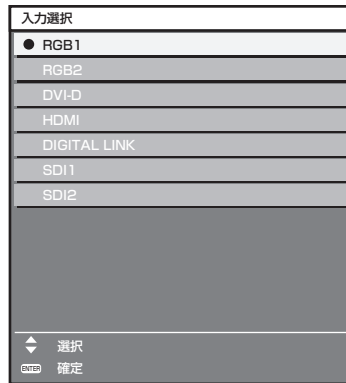 入力選択
RGB1
RGB2
DVI-D
HDMI
DIGITAL LINK
SDI1
SDI2
選択
ENTER 確定